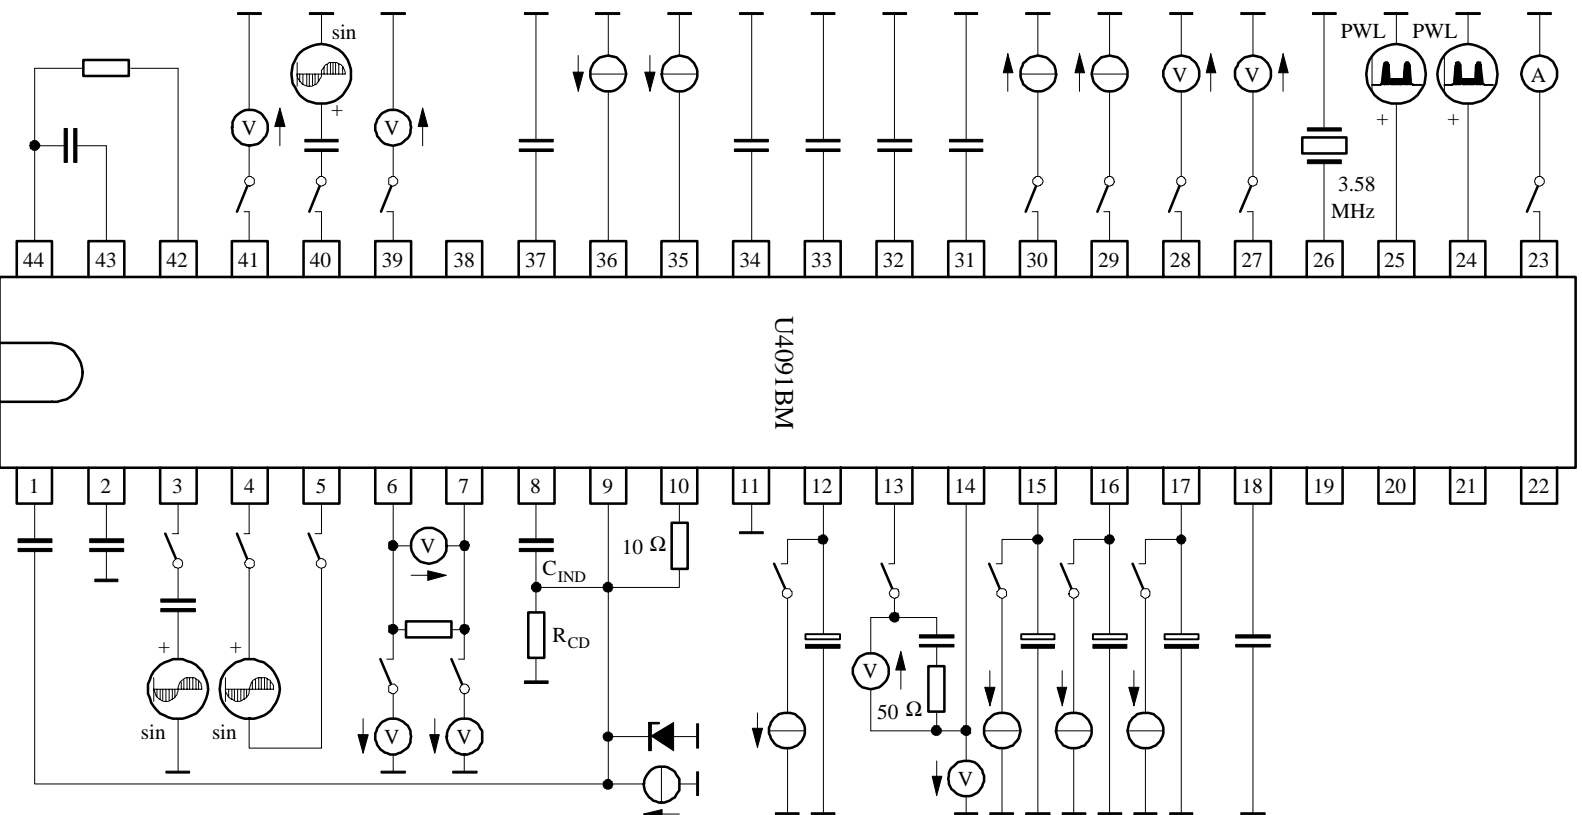 sin
PWL PWL
V + V V V A
+ +
3.58
MHz
44 43 42 41 40 39 38 37 36 35 34 33 32 31 30 29 28 27 26 25 24 23
U4091BM
1 2 3 4 5 6 7 8 9 10 11 12 13 14 15 16 17 18 19 20 21 22
V
10 Ω
CIND
RCD
+ +
V
50 Ω
sin sin
V V
V